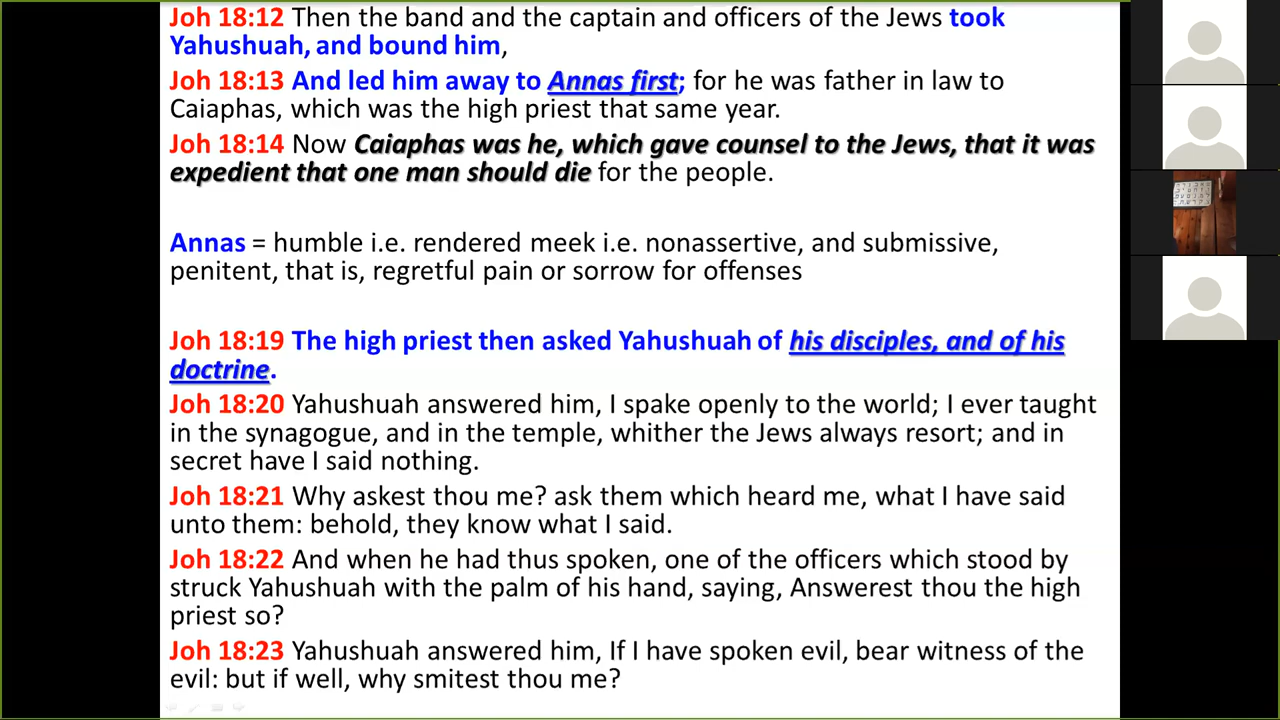 Joh 18:12 Then the band and the captain and officers of the Jews took
Yahushuah, and bound him,
Joh 18:13 And led him away to Annas first; for he was father in law to
Caiaphas, which was the high priest that same year.
Joh 18:14 Now Caiaphas was he, which gave counsel to the Jews, that it was
expedient that one man should die for the people.
Annas = humble i.e. rendered meek i.e. nonassertive, and submissive,
penitent, that is, regretful pain or sorrow for offenses
Joh 18:19 The high priest then asked Yahushuah of his disciples, and of his
doctrine.
Joh 18:20 Yahushuah answered him, I spake openly to the world; I ever taught
in the synagogue, and in the temple, whither the Jews always resort; and in
secret have I said nothing.
Joh 18:21 Why askest thou me? ask them which heard me, what I have said
unto them: behold, they know what I said.
Joh 18:22 And when he had thus spoken, one of the officers which stood by
struck Yahushuah with the palm of his hand, saying, Answerest thou the high
priest so?
Joh 18:23 Yahushuah answered him, If I have spoken evil, bear witness of the
evil: but if well, why smitest thou me?